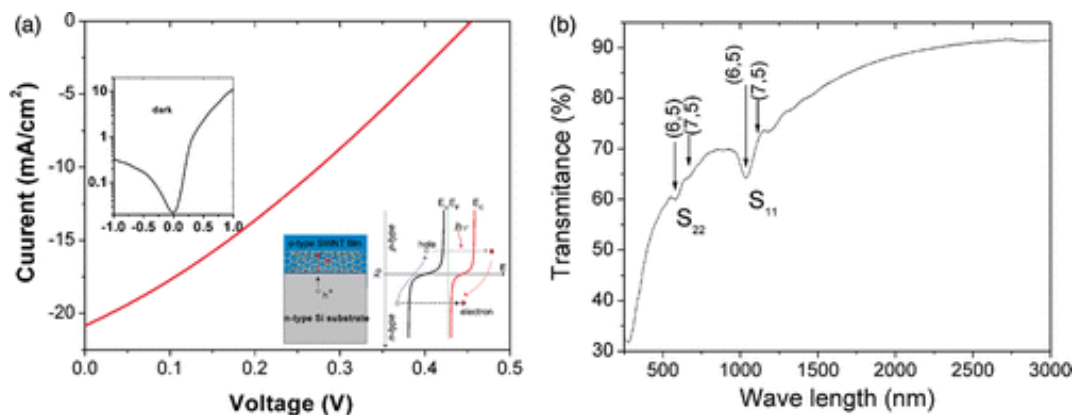 (a)
Cuurent (mA/cm²)
0
-5
-10
-15
-20
0.0 0.1 0.2 0.3 0.4 0.5
Voltage (V)
dark
10
1
0.1
-1.0 -0.5 0.0 0.5 1.0
p-type SWNT film
h⁺
n-type Si substrate
p-type
n-type
hole
electron
(b)
Transmitance (%)
90
80
70
60
50
40
30
500 1000 1500 2000 2500 3000
Wave length (nm)
(6,5)
(7,5)
S₂₂
(6,5)
(7,5)
S₁₁